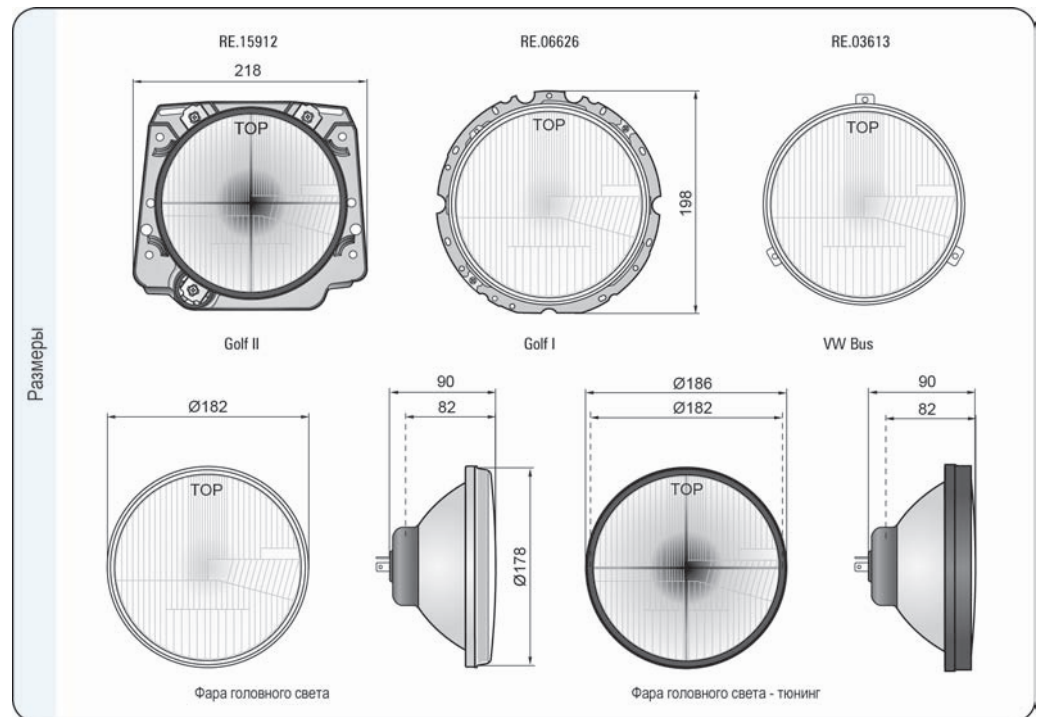 RE.15912
RE.06626
RE.03613
218
TOP
TOP
TOP
198
Golf II
Golf I
VW Bus
Размеры
90
82
Ø182
Ø186
Ø182
90
82
TOP
Ø178
TOP
Фара головного света
Фара головного света - тюнинг